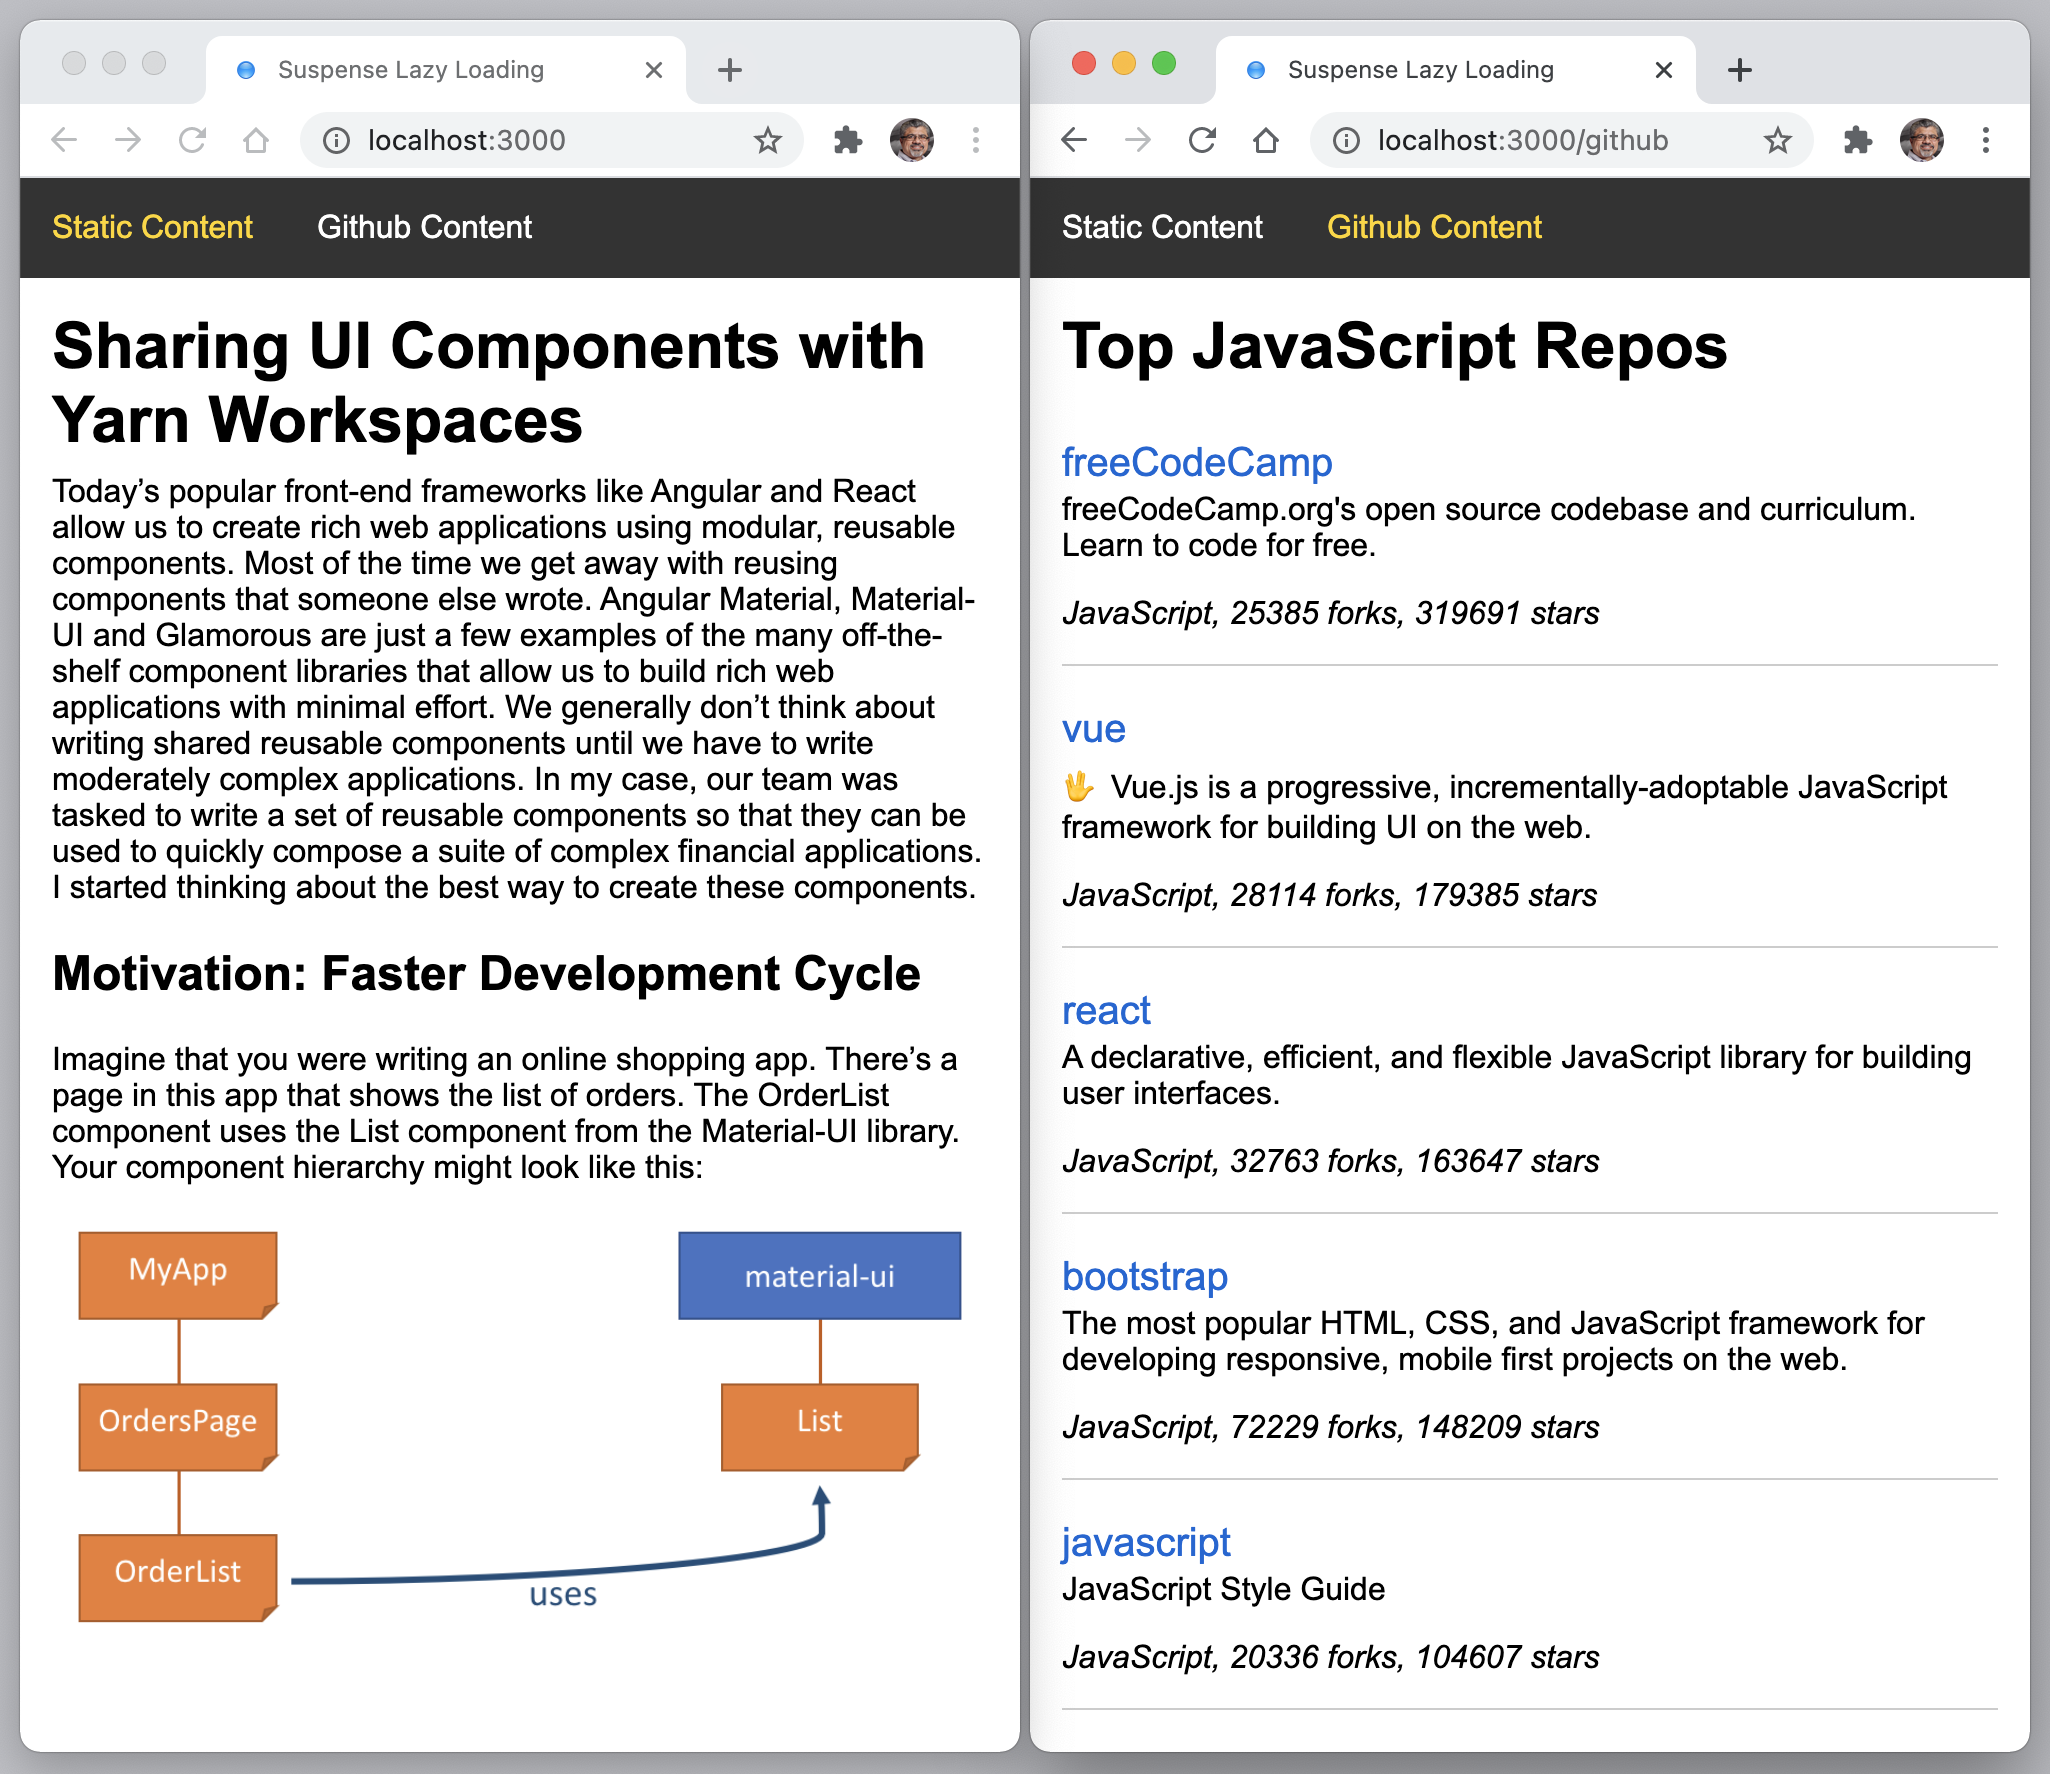 Suspense Lazy Loading
localhost:3000
Static Content
Github Content
Sharing UI Components with
Yarn Workspaces
Today’s popular front-end frameworks like Angular and React
allow us to create rich web applications using modular, reusable
components. Most of the time we get away with reusing
components that someone else wrote. Angular Material, Material-
UI and Glamorous are just a few examples of the many off-the-
shelf component libraries that allow us to build rich web
applications with minimal effort. We generally don’t think about
writing shared reusable components until we have to write
moderately complex applications. In my case, our team was
tasked to write a set of reusable components so that they can be
used to quickly compose a suite of complex financial applications.
I started thinking about the best way to create these components.
Motivation: Faster Development Cycle
Imagine that you were writing an online shopping app. There’s a
page in this app that shows the list of orders. The OrderList
component uses the List component from the Material-UI library.
Your component hierarchy might look like this:
MyApp
material-ui
OrdersPage
List
OrderList
uses
Suspense Lazy Loading
localhost:3000/github
Static Content
Github Content
Top JavaScript Repos
freeCodeCamp
freeCodeCamp.org's open source codebase and curriculum.
Learn to code for free.
JavaScript, 25385 forks, 319691 stars
vue
🖖 Vue.js is a progressive, incrementally-adoptable JavaScript
framework for building UI on the web.
JavaScript, 28114 forks, 179385 stars
react
A declarative, efficient, and flexible JavaScript library for building
user interfaces.
JavaScript, 32763 forks, 163647 stars
bootstrap
The most popular HTML, CSS, and JavaScript framework for
developing responsive, mobile first projects on the web.
JavaScript, 72229 forks, 148209 stars
javascript
JavaScript Style Guide
JavaScript, 20336 forks, 104607 stars